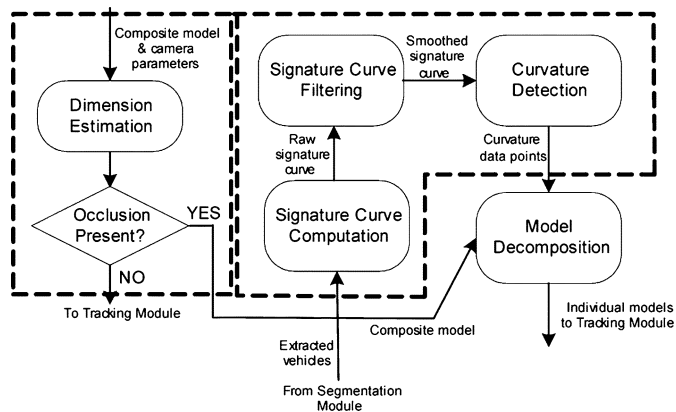 Composite model
& camera
parameters
Dimension
Estimation
Occlusion
Present?
YES
NO
To Tracking Module
Signature Curve
Filtering
Smoothed
signature
curve
Curvature
Detection
Raw
signature
curve
Curvature
data points
Signature Curve
Computation
Model
Decomposition
Composite model
Individual models
to Tracking Module
Extracted
vehicles
From Segmentation
Module